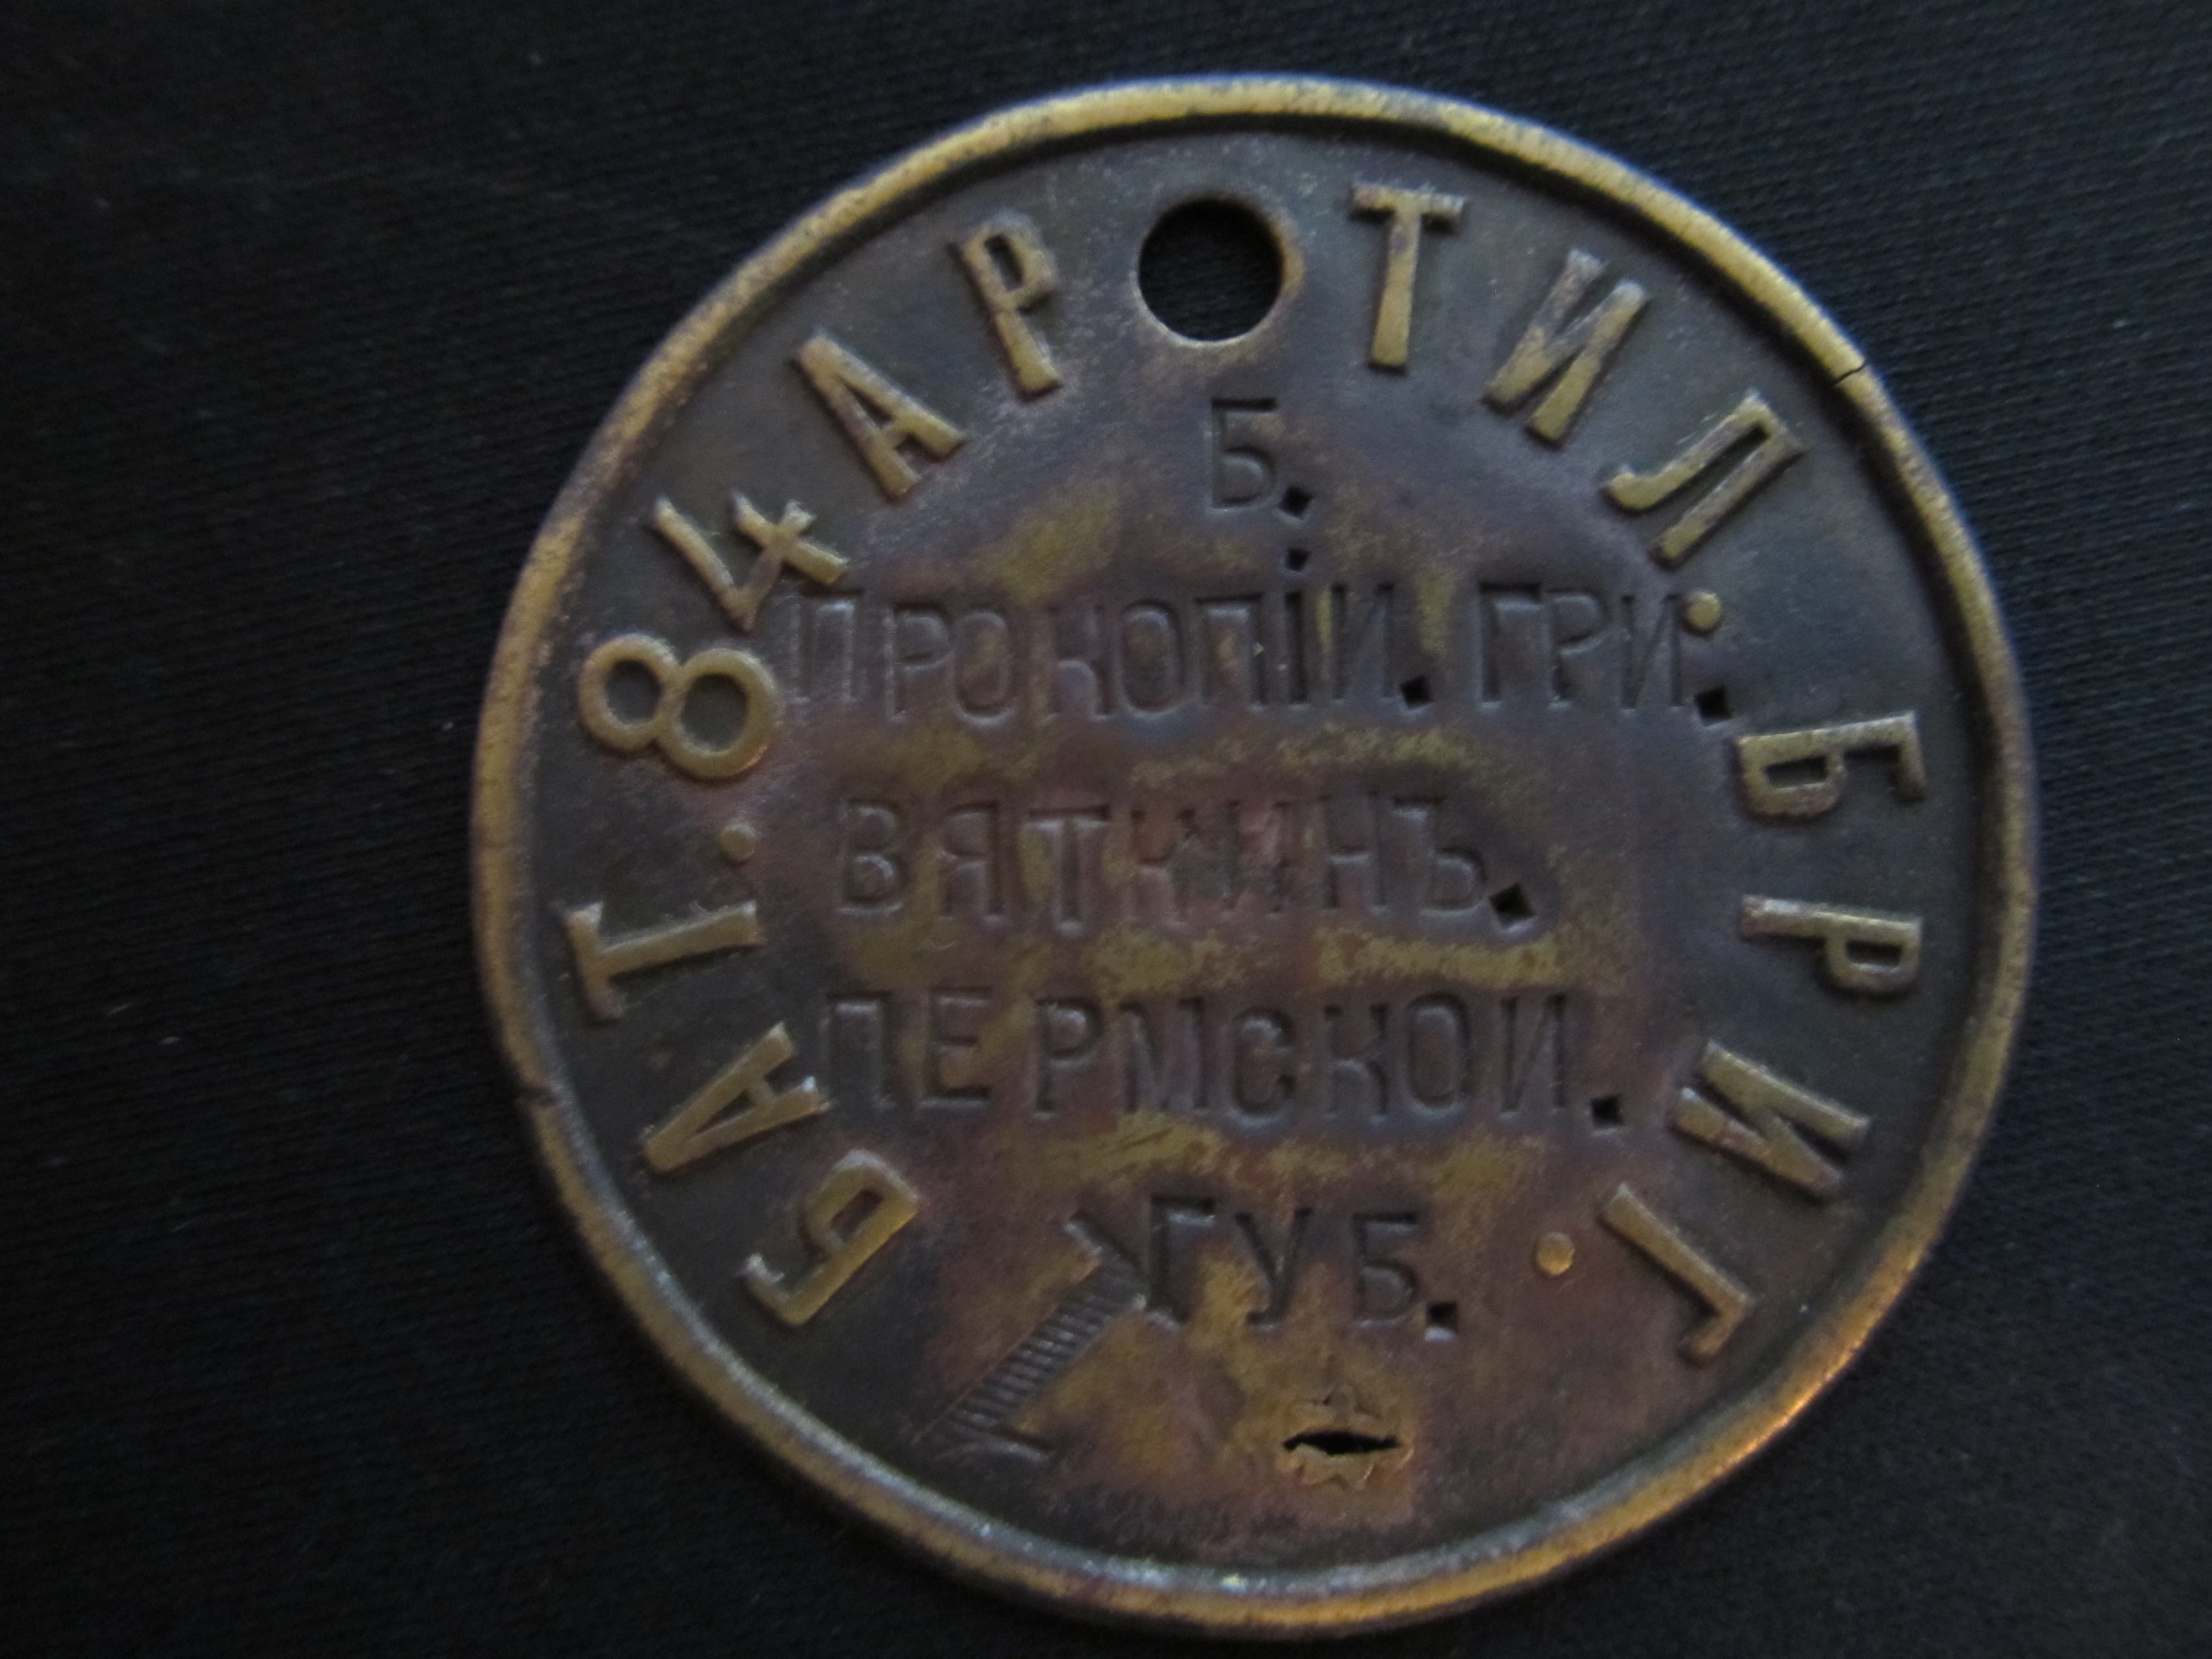 БАТ. 84 АРТИЛ. БРИГ.
Б.
ПРОКОПІИ. ГРИ.
ВЯТКИНЪ.
ПЕРМСКОИ.
ГУБ.